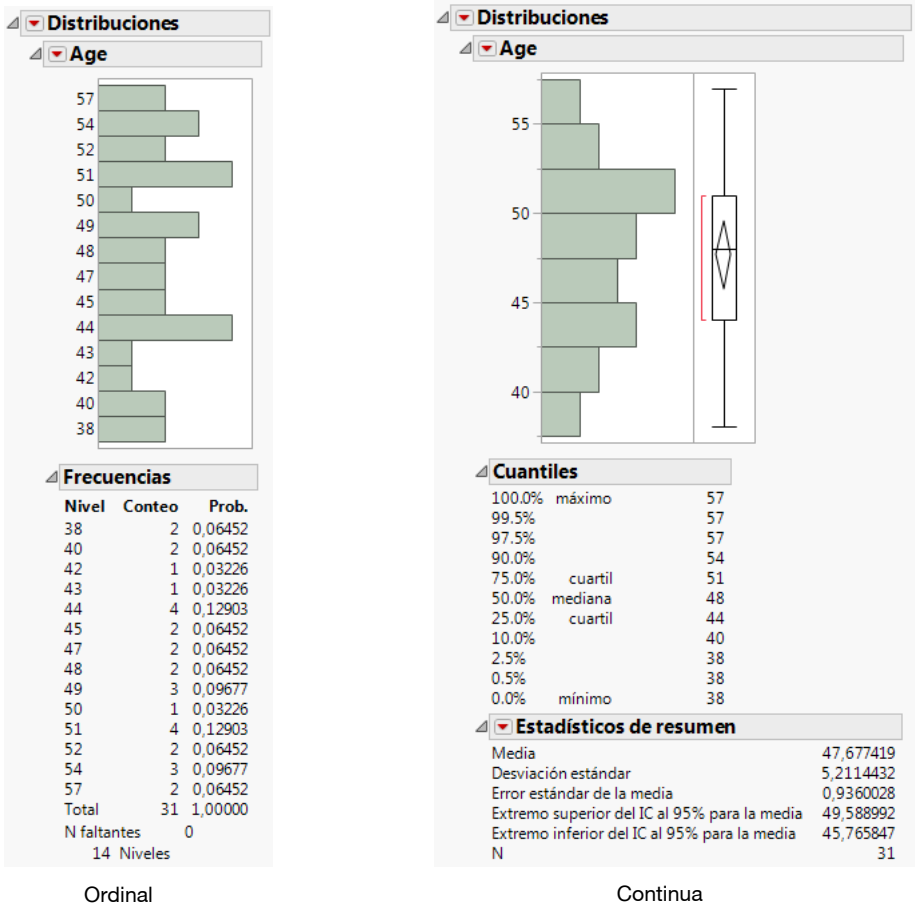 Distribuciones
Age
57
54
52
51
50
49
48
47
45
44
43
42
40
38
Frecuencias
Nivel Conteo Prob.
38 2 0,06452
40 2 0,06452
42 1 0,03226
43 1 0,03226
44 4 0,12903
45 2 0,06452
47 2 0,06452
48 2 0,06452
49 3 0,09677
50 1 0,03226
51 4 0,12903
52 2 0,06452
54 3 0,09677
57 2 0,06452
Total 31 1,00000
N faltantes 0
14 Niveles
Ordinal
Distribuciones
Age
55
50
45
40
Cuantiles
100.0% máximo 57
99.5% 57
97.5% 57
90.0% 54
75.0% cuartil 51
50.0% mediana 48
25.0% cuartil 44
10.0% 40
2.5% 38
0.5% 38
0.0% mínimo 38
Estadísticos de resumen
Media 47,677419
Desviación estándar 5,2114432
Error estándar de la media 0,9360028
Extremo superior del IC al 95% para la media 49,588992
Extremo inferior del IC al 95% para la media 45,765847
N 31
Continua